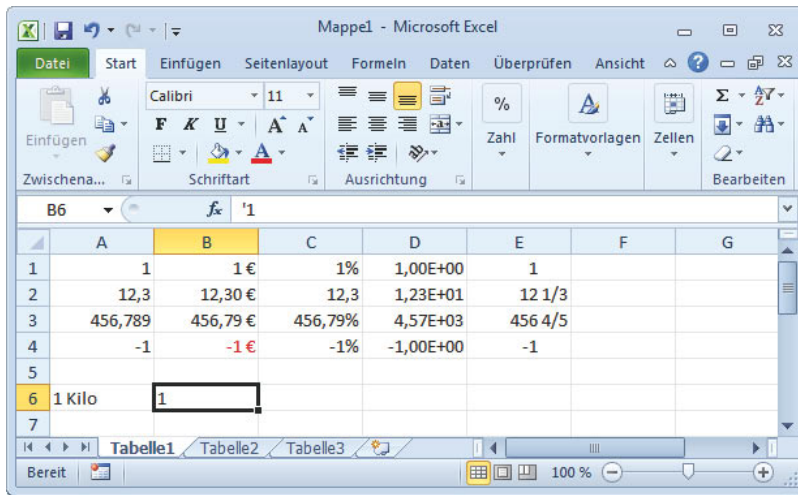 Mappe1 - Microsoft Excel
Datei Start Einfügen Seitenlayout Formeln Daten Überprüfen Ansicht
Calibri 11
F K U A A
Einfügen
% Zahl
Formatvorlagen
Zellen
Zwischena... Schriftart Ausrichtung Bearbeiten
B6 fx '1
A B C D E F G
1 1 1 € 1% 1,00E+00 1
2 12,3 12,30 € 12,3 1,23E+01 12 1/3
3 456,789 456,79 € 456,79% 4,57E+03 456 4/5
4 -1 -1 € -1% -1,00E+00 -1
5
6 1 Kilo 1
7
Tabelle1 Tabelle2 Tabelle3
Bereit 100 %